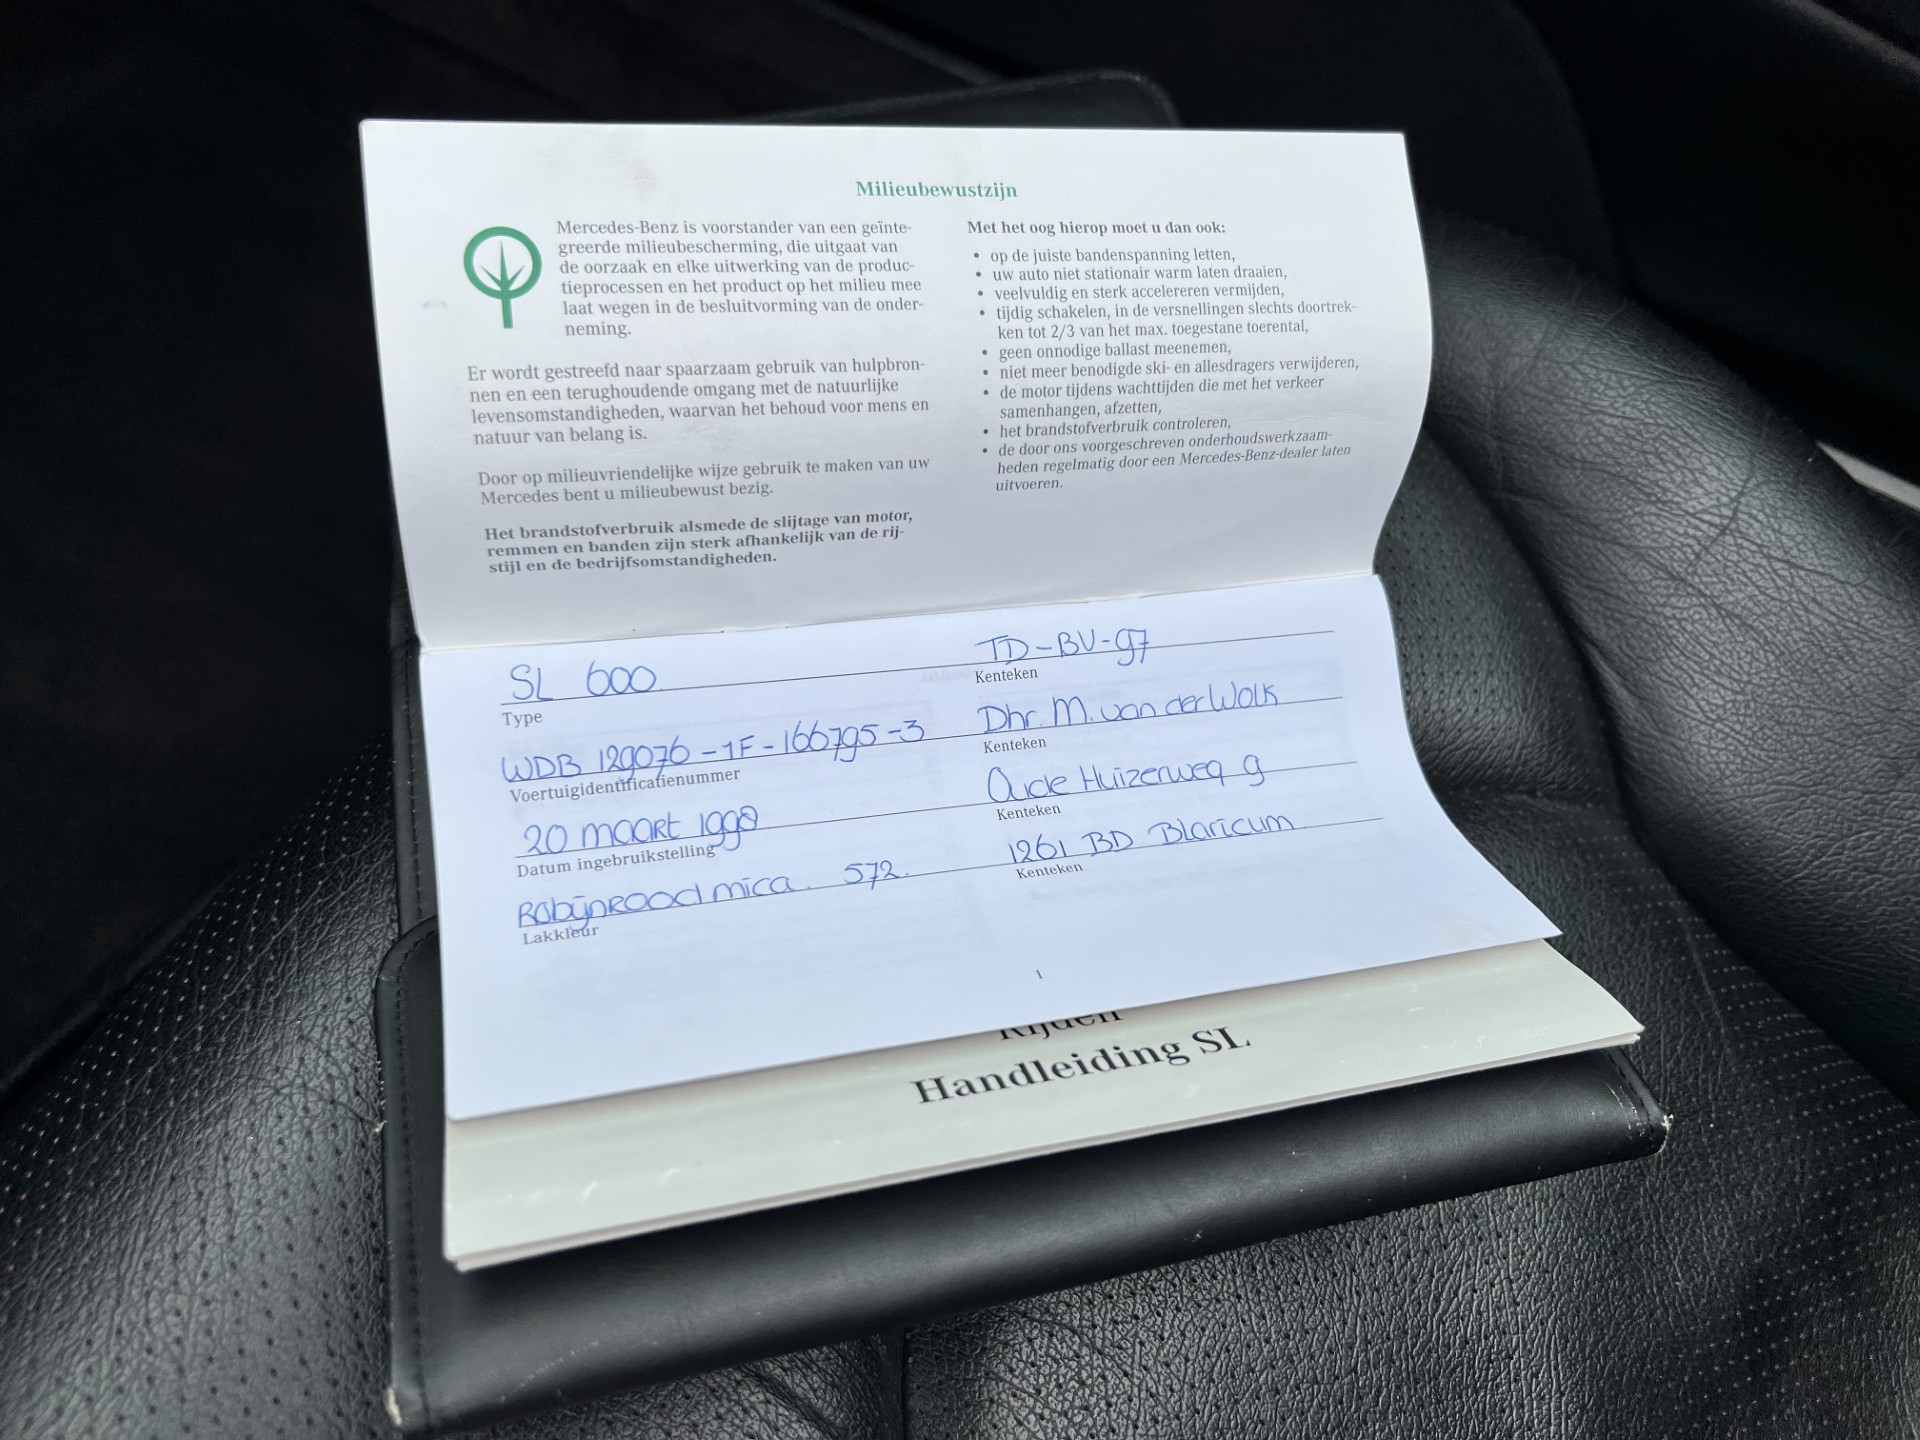 Milieubewustzijn
Mercedes-Benz is voorstander van een geïnte-
greerde milieubescherming, die uitgaat van
de oorzaak en elke uitwerking van de produc-
tieprocessen en het product op het milieu mee
laat wegen in de besluitvorming van de onder-
neming.
Er wordt gestreefd naar spaarzaam gebruik van hulpbron-
nen en een terughoudende omgang met de natuurlijke
levensomstandigheden, waarvan het behoud voor mens en
natuur van belang is.
Door op milieuvriendelijke wijze gebruik te maken van uw
Mercedes bent u milieubewust bezig.
Het brandstofverbruik alsmede de slijtage van motor,
remmen en banden zijn sterk afhankelijk van de rij-
stijl en de bedrijfsomstandigheden.
Met het oog hierop moet u dan ook:
• op de juiste bandenspanning letten,
• uw auto niet stationair warm laten draaien,
• veelvuldig en sterk accelereren vermijden,
• tijdig schakelen, in de versnellingen slechts doortrek-
ken tot 2/3 van het max. toegestane toerental,
• geen onnodige ballast meenemen,
• niet meer benodigde ski- en allesdragers verwijderen,
• de motor tijdens wachttijden die met het verkeer
samenhangen, afzetten,
• het brandstofverbruik controleren,
• de door ons voorgeschreven onderhoudswerkzaam-
heden regelmatig door een Mercedes-Benz-dealer laten
uitvoeren.
SL 600
Type
WDB 129076-1F-166795-3
Voertuigidentificatienummer
20 maart 1998
Datum ingebruikstelling
Robijnrood mica. 572.
Lakkleur
TD-BV-97
Kenteken
Dhr. M. van der Wolk
Kenteken
Oude Huizerweg 9
Kenteken
1261 BD Blaricum
Kenteken
1
Rijden
Handleiding SL